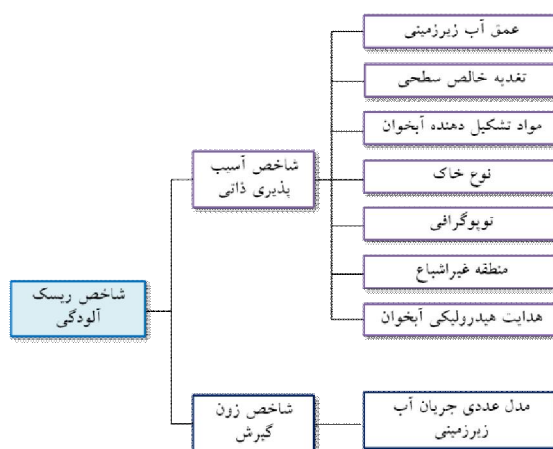 عمق آب زیرزمینی
تغذیه خالص سطحی
مواد تشکیل دهنده آبخوان
شاخص آسیب
پذیری ذاتی
نوع خاک
توپوگرافی
منطقه غیراشباع
هدایت هیدرولیکی آبخوان
شاخص ریسک
آلودگی
شاخص زون
گیرش
مدل عددی جریان آب
زیرزمینی